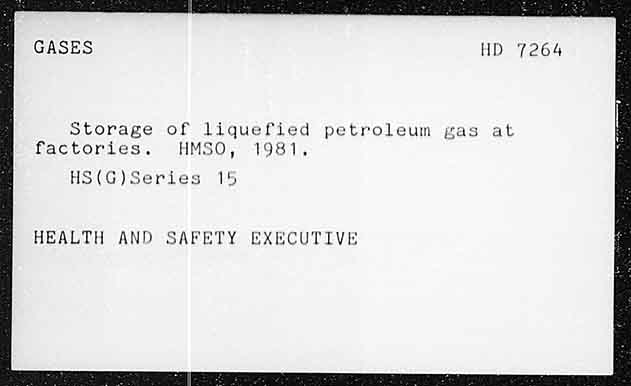 GASES HD 7264
Storage of liquefied petroleum gas at
factories. HMSO, 1981.
HS(G)Series 15
HEALTH AND SAFETY EXECUTIVE